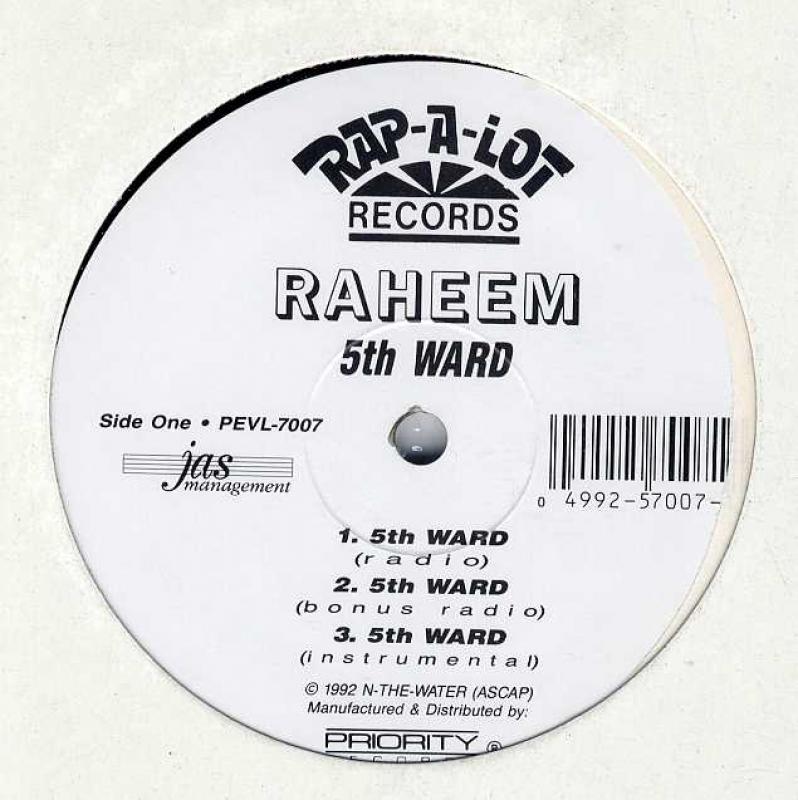 RAP-A-LOT
RECORDS
RAHEEM
5th WARD
Side One • PEVL-7007
jas
management
0 4992-57007-
1. 5th WARD
(radio)
2. 5th WARD
(bonus radio)
3. 5th WARD
(instrumental)
© 1992 N-THE-WATER (ASCAP)
Manufactured & Distributed by:
PRIORITY ®